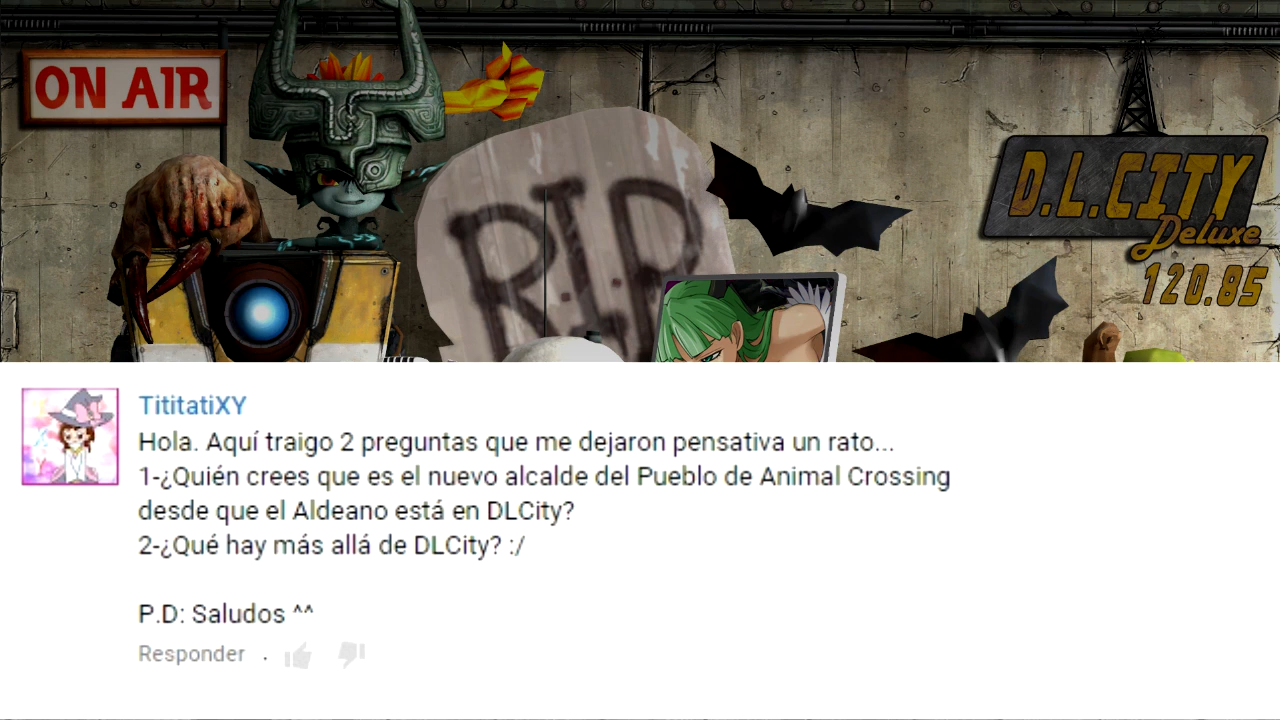 ON AIR
R.I.P
D.L.CITY
Deluxe
120.85
TititatiXY
Hola. Aquí traigo 2 preguntas que me dejaron pensativa un rato...
1-¿Quién crees que es el nuevo alcalde del Pueblo de Animal Crossing
desde que el Aldeano está en DLCity?
2-¿Qué hay más allá de DLCity? :/
P.D: Saludos ^^
Responder .